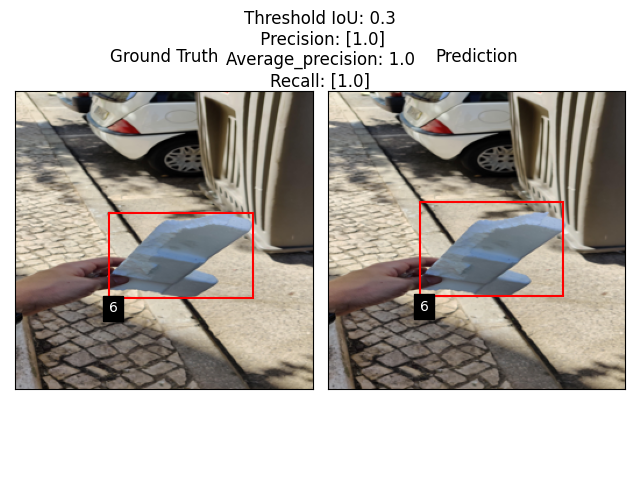 Threshold IoU: 0.3
Precision: [1.0]
Ground Truth
Average_precision: 1.0
Prediction
Recall: [1.0]
6
6